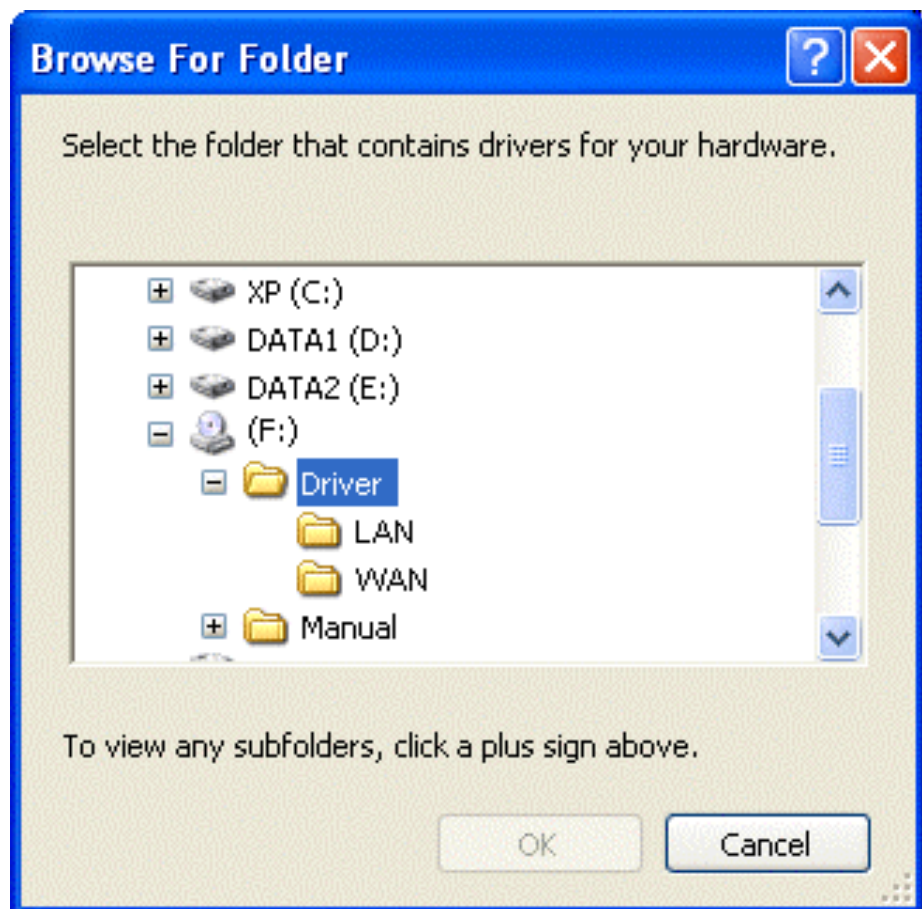 Browse For Folder
Select the folder that contains drivers for your hardware.
XP (C:)
DATA1 (D:)
DATA2 (E:)
(F:)
Driver
LAN
WAN
Manual
To view any subfolders, click a plus sign above.
OK
Cancel